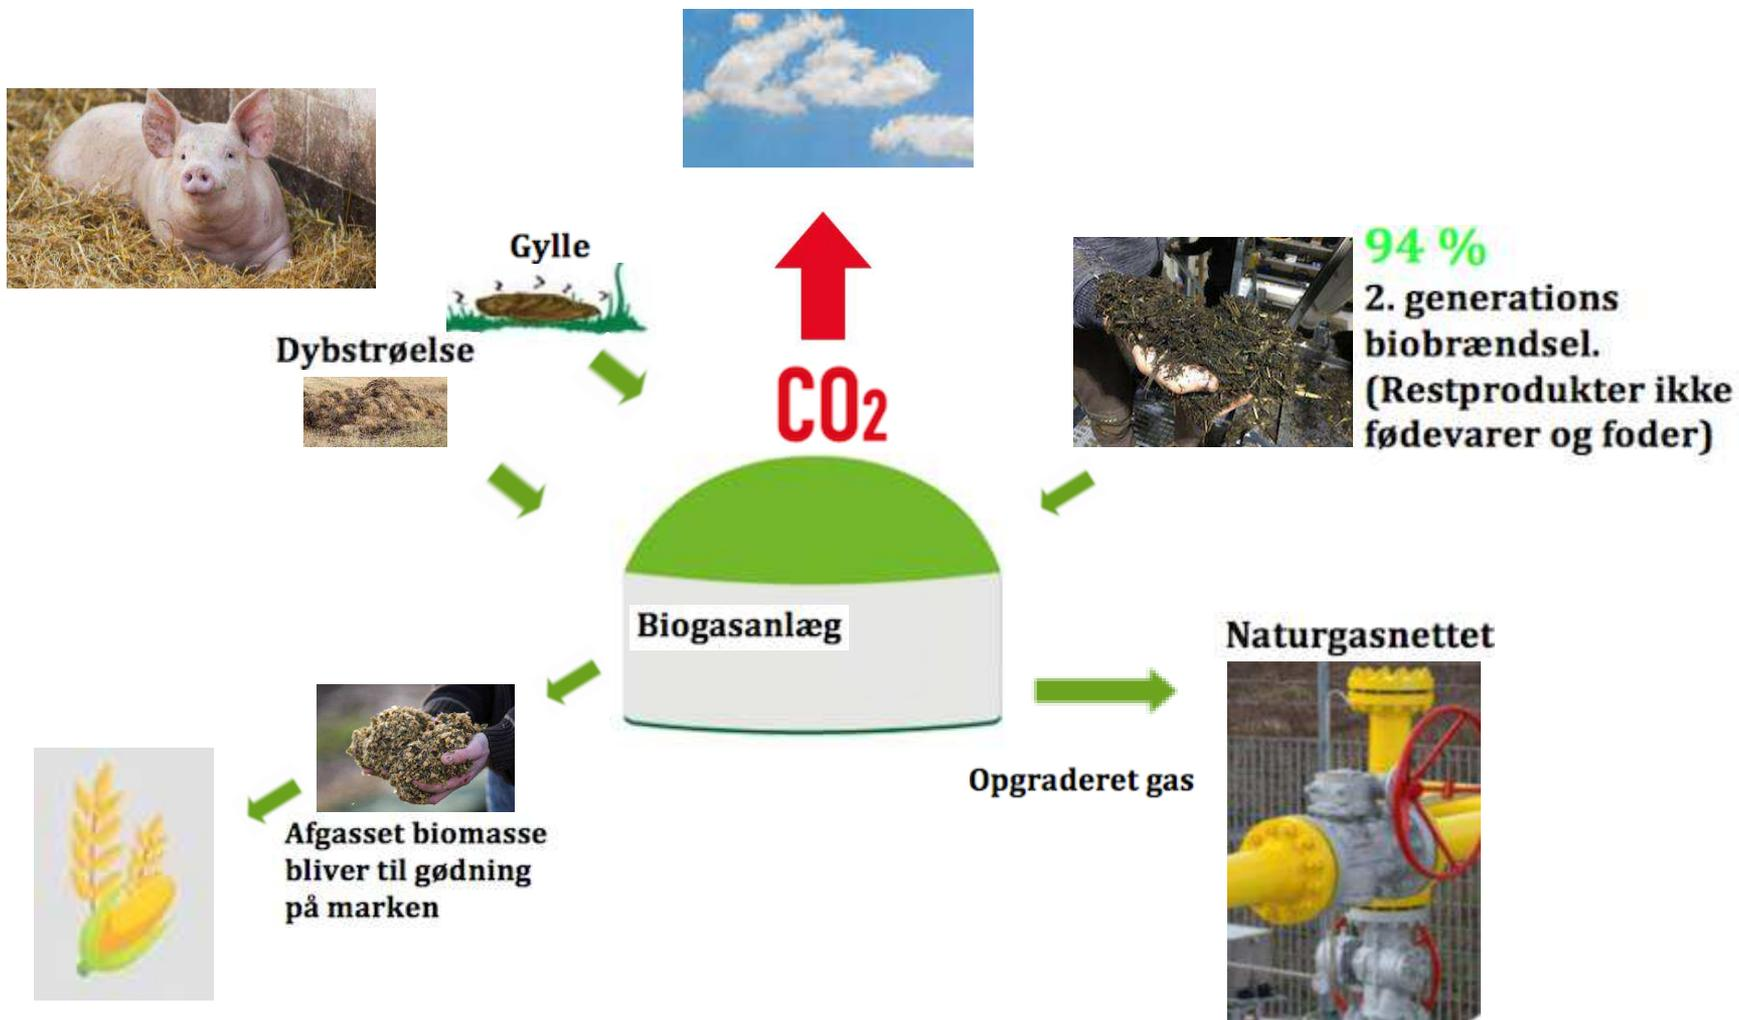 Gylle
Dybstrøelse
CO2
94 %
2. generations
biobrændsel.
(Restprodukter ikke
fødevarer og foder)
Biogasanlæg
Naturgasnettet
Opgraderet gas
Afgasset biomasse
bliver til gødning
på marken